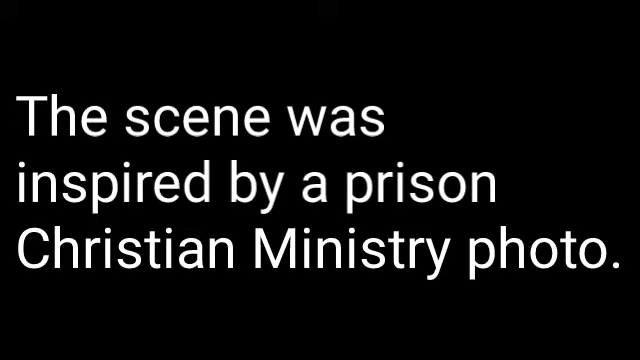 The scene was
inspired by a prison
Christian Ministry photo.